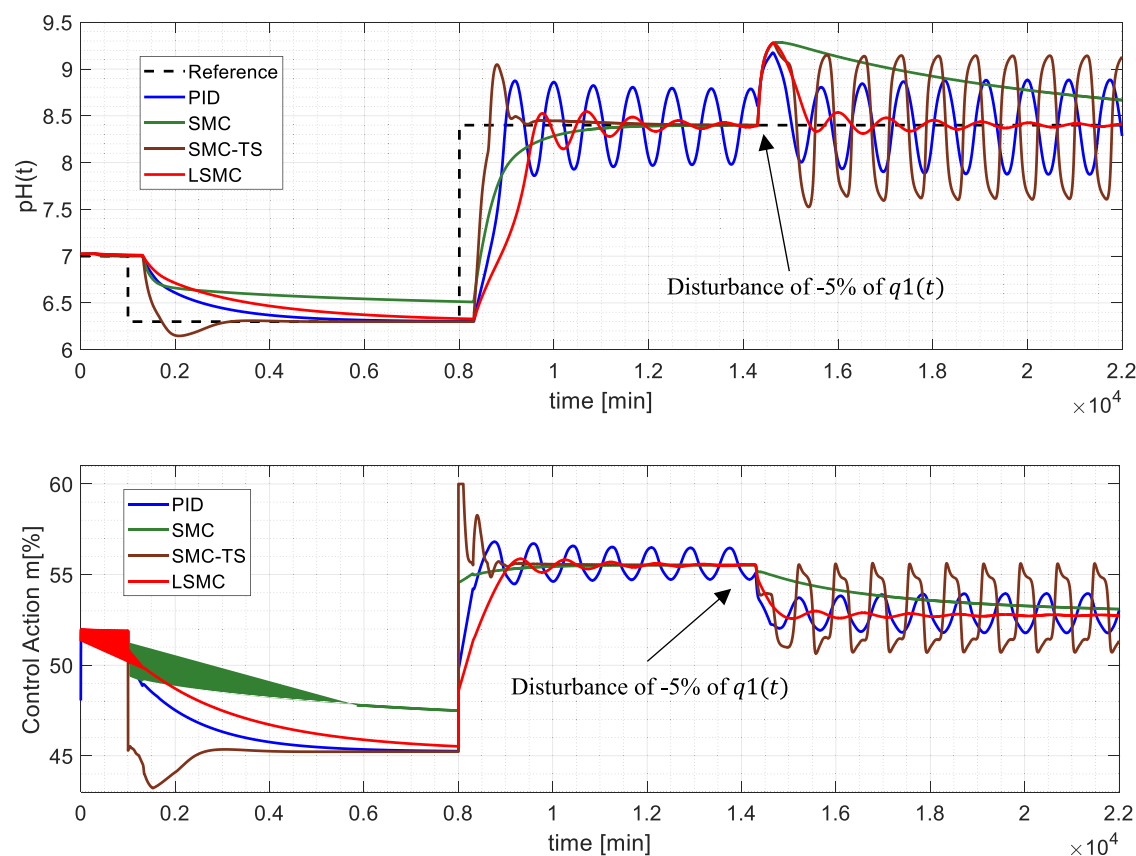 9.5
9
8.5
8
7.5
7
6.5
6
pH(t)
Reference
PID
SMC
SMC-TS
LSMC
Disturbance of -5% of q1(t)
0 0.2 0.4 0.6 0.8 1 1.2 1.4 1.6 1.8 2 2.2
time [min]
×10^4
60
55
50
45
Control Action m[%]
PID
SMC
SMC-TS
LSMC
Disturbance of -5% of q1(t)
0 0.2 0.4 0.6 0.8 1 1.2 1.4 1.6 1.8 2 2.2
time [min]
×10^4